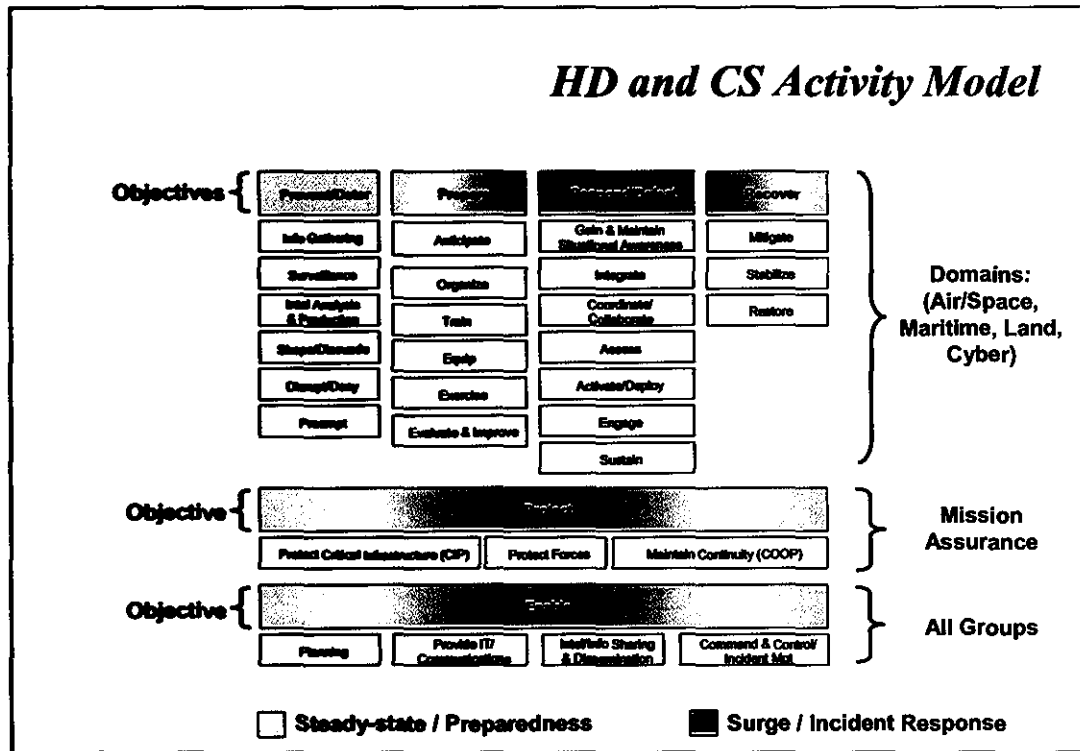 HD and CS Activity Model
Objectives
Prevent/Deter
Prepare
Respond/Defeat
Recover
Info Gathering
Anticipate
Gain & Maintain
Situational Awareness
Mitigate
Surveillance
Organize
Integrate
Stabilize
Intel Analysis
& Production
Train
Coordinate/
Collaborate
Restore
Shape/Dissuade
Equip
Assess
Disrupt/Deny
Exercise
Activate/Deploy
Preempt
Evaluate & Improve
Engage
Sustain
Domains:
(Air/Space,
Maritime, Land,
Cyber)
Objective
Protect
Protect Critical Infrastructure (CIP)
Protect Forces
Maintain Continuity (COOP)
Mission
Assurance
Objective
Enable
Planning
Provide IT/
Communications
Intel/Info Sharing
& Dissemination
Command & Control/
Incident Mgt
All Groups
Steady-state / Preparedness
Surge / Incident Response